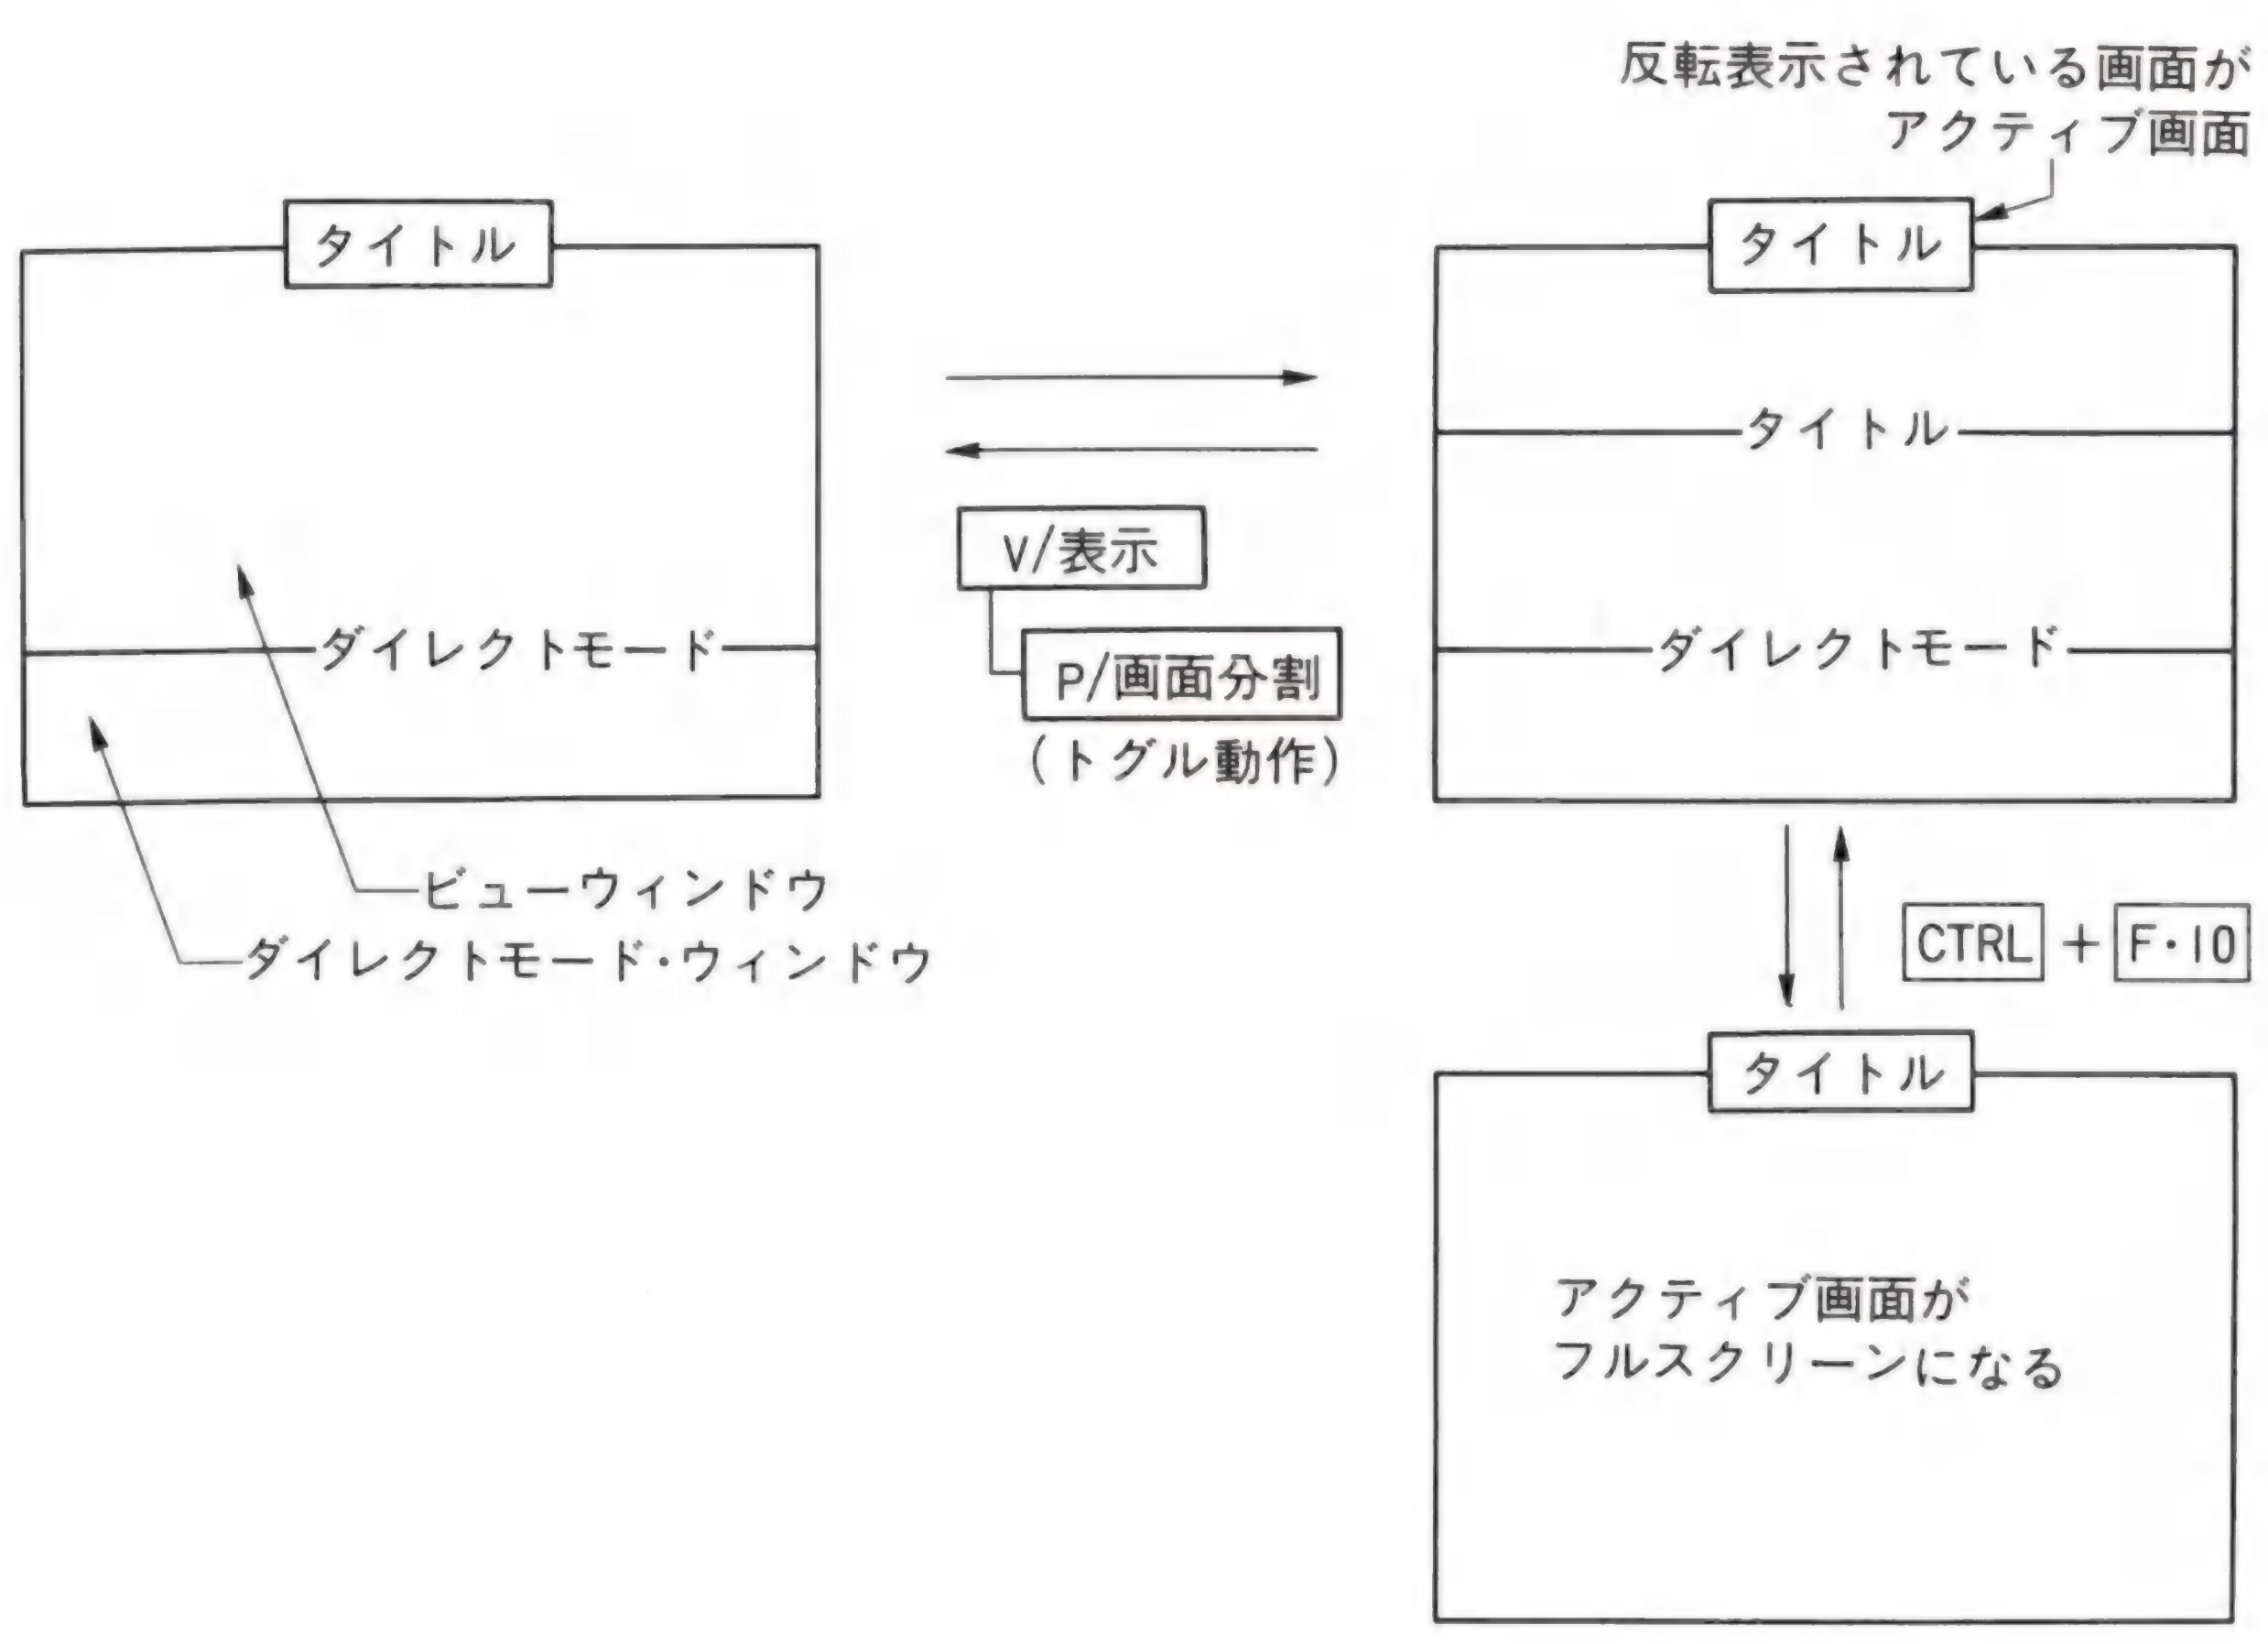 反転表示されている画面が
アクティブ画面
タイトル
ダイレクトモード
ビューウィンドウ
ダイレクトモード・ウィンドウ
V/表示
P/画面分割
(トグル動作)
タイトル
タイトル
ダイレクトモード
CTRL + F・10
タイトル
アクティブ画面が
フルスクリーンになる